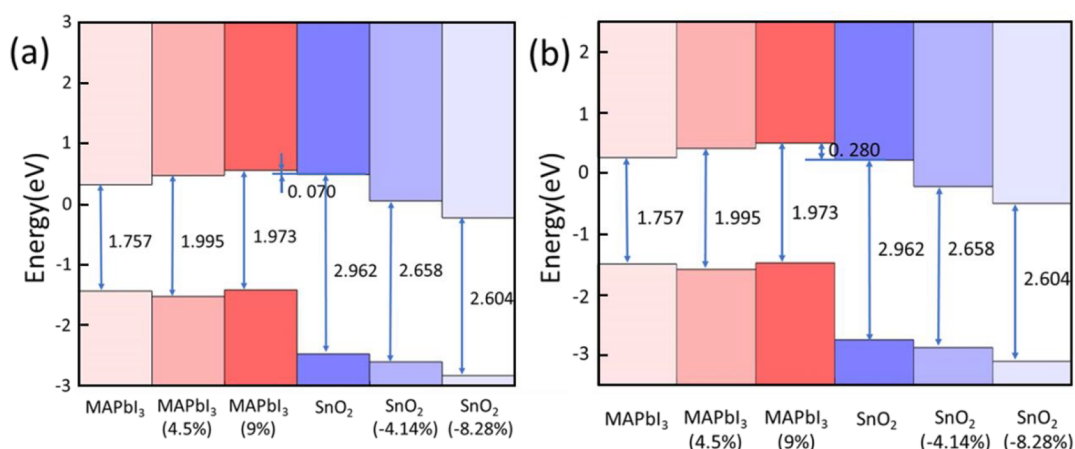 (a)
Energy(eV)
3
2
1
0
-1
-2
-3
1.757
1.995
1.973
0. 070
2.962
2.658
2.604
MAPbI₃
MAPbI₃
(4.5%)
MAPbI₃
(9%)
SnO₂
SnO₂
(-4.14%)
SnO₂
(-8.28%)
(b)
Energy(eV)
2
1
0
-1
-2
-3
1.757
1.995
1.973
0. 280
2.962
2.658
2.604
MAPbI₃
MAPbI₃
(4.5%)
MAPbI₃
(9%)
SnO₂
SnO₂
(-4.14%)
SnO₂
(-8.28%)